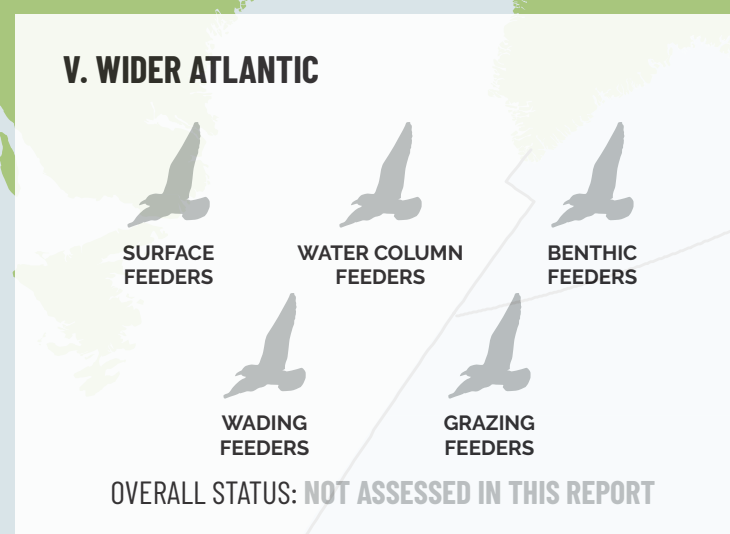 V. WIDER ATLANTIC
SURFACE
FEEDERS
WATER COLUMN
FEEDERS
BENTHIC
FEEDERS
WADING
FEEDERS
GRAZING
FEEDERS
OVERALL STATUS: NOT ASSESSED IN THIS REPORT